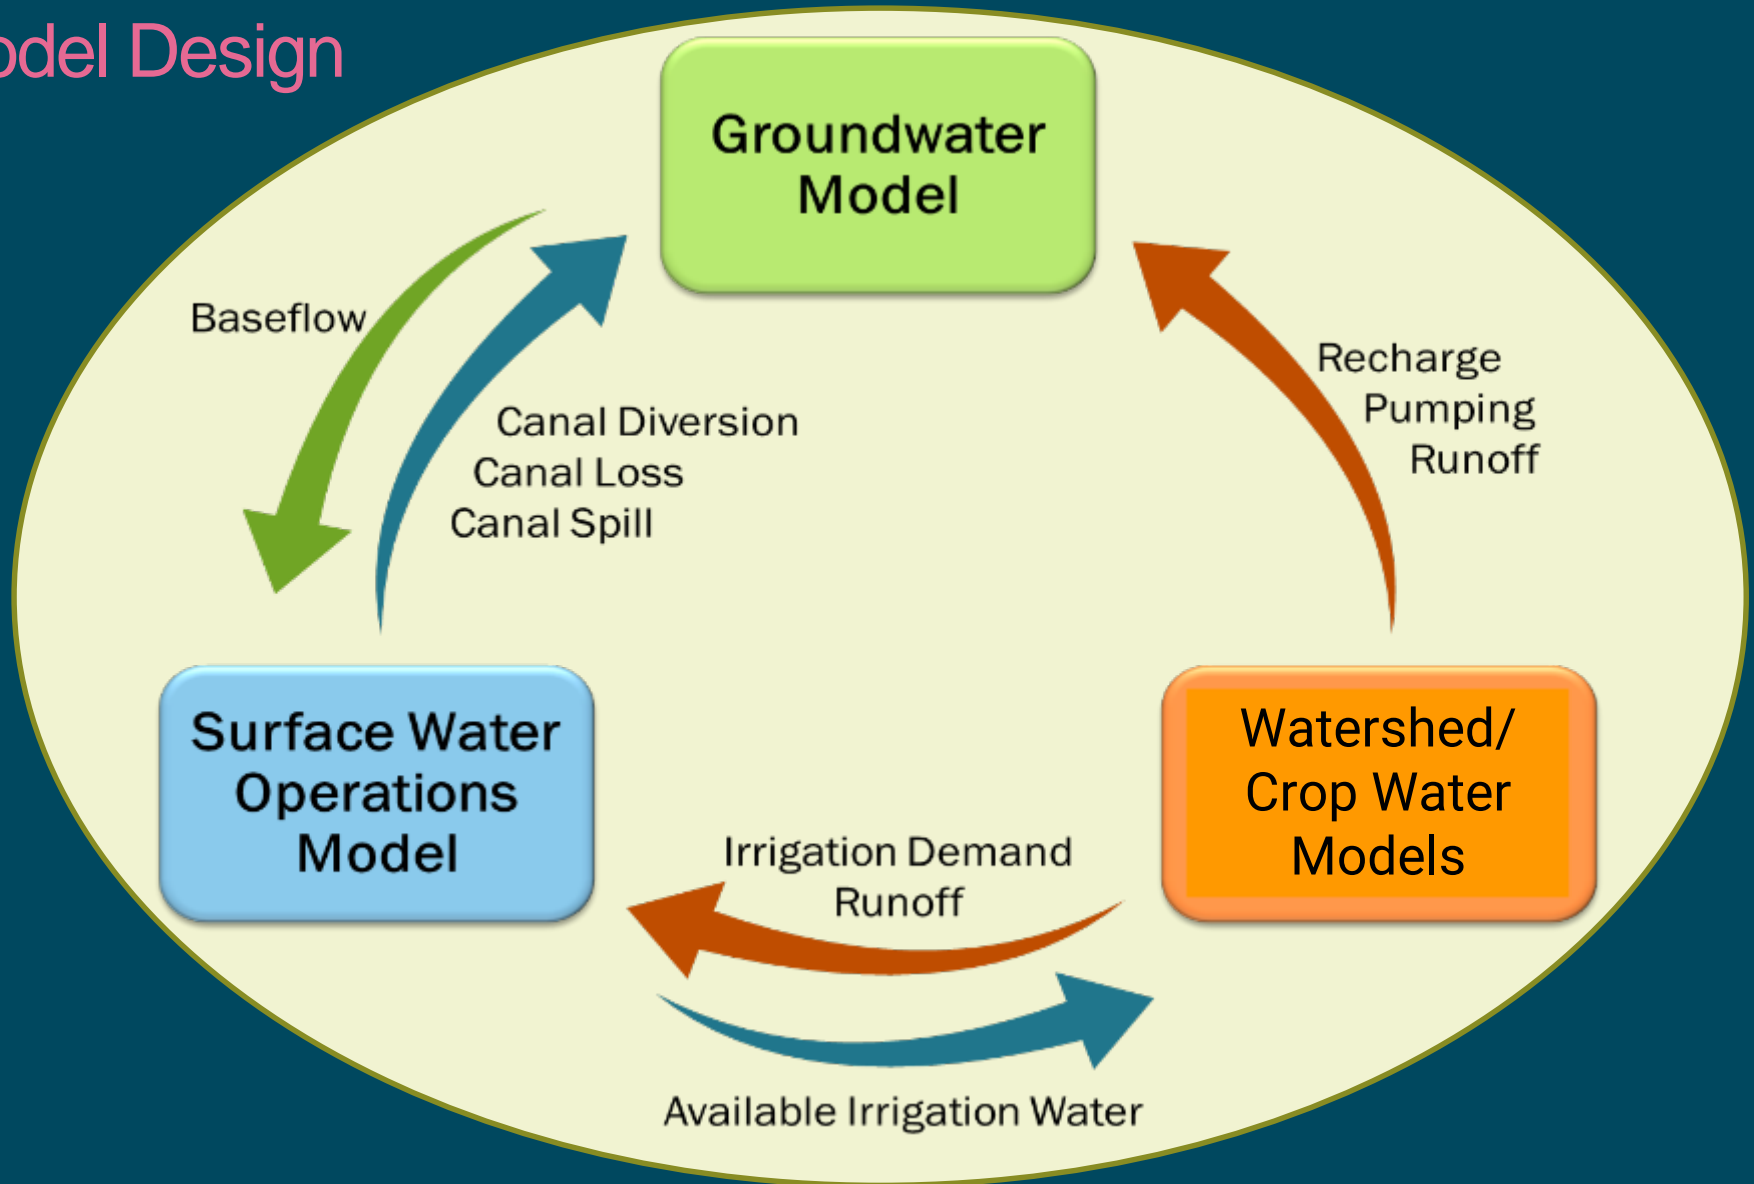 odel Design
Groundwater
Model
Baseflow
Canal Diversion
Canal Loss
Canal Spill
Recharge
Pumping
Runoff
Surface Water
Operations
Model
Watershed/
Crop Water
Models
Irrigation Demand
Runoff
Available Irrigation Water